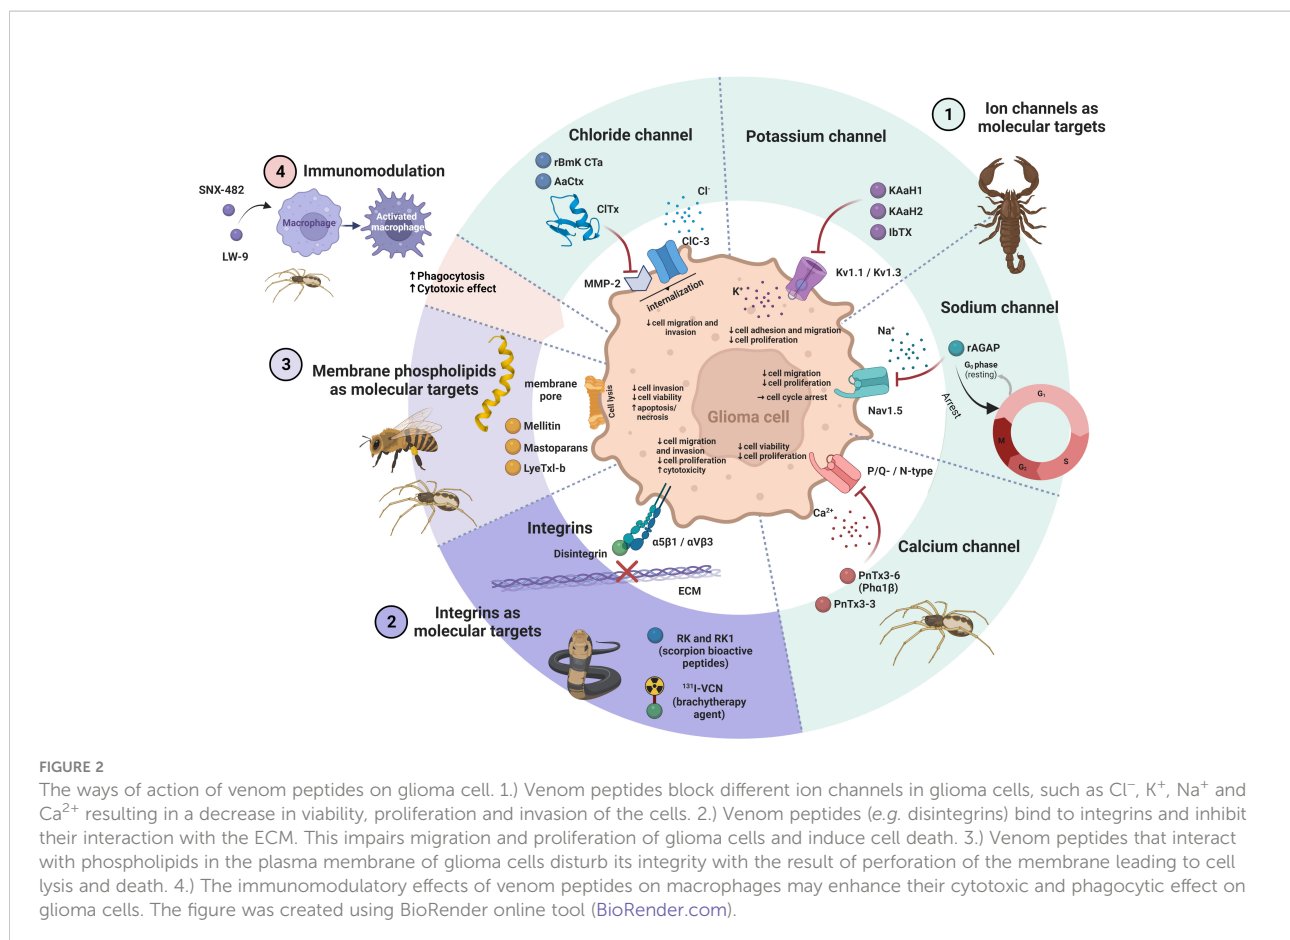 1
Ion channels as
molecular targets
Chloride channel
rBmK CTa
AaCtx
ClTx
Cl-
ClC-3
MMP-2
internalization
↓cell migration and
invasion
Potassium channel
KAaH1
KAaH2
IbTX
Kv1.1 / Kv1.3
K+
↓cell adhesion and migration
↓cell proliferation
Sodium channel
Na+
rAGAP
G0 phase
(resting)
Arrest
G1
S
G2
M
Nav1.5
↓cell migration
↓cell proliferation
→ cell cycle arrest
Glioma cell
↓cell viability
↓cell proliferation
P/Q- / N-type
Ca2+
Calcium channel
PnTx3-6
(Phα1β)
PnTx3-3
2
Integrins as
molecular targets
Integrins
Disintegrin
α5β1 / αVβ3
ECM
↓cell migration
and invasion
↓cell proliferation
↑cytotoxicity
RK and RK1
(scorpion bioactive
peptides)
131I-VCN
(brachytherapy
agent)
3
Membrane phospholipids
as molecular targets
membrane
pore
Cell lysis
↓cell invasion
↓cell viability
↑apoptosis/
necrosis
Mellitin
Mastoparans
LyeTxI-b
4
Immunomodulation
SNX-482
LW-9
Macrophage
Activated
macrophage
↑Phagocytosis
↑Cytotoxic effect
FIGURE 2
The ways of action of venom peptides on glioma cell. 1.) Venom peptides block different ion channels in glioma cells, such as Cl⁻, K⁺, Na⁺ and
Ca²⁺ resulting in a decrease in viability, proliferation and invasion of the cells. 2.) Venom peptides (e.g. disintegrins) bind to integrins and inhibit
their interaction with the ECM. This impairs migration and proliferation of glioma cells and induce cell death. 3.) Venom peptides that interact
with phospholipids in the plasma membrane of glioma cells disturb its integrity with the result of perforation of the membrane leading to cell
lysis and death. 4.) The immunomodulatory effects of venom peptides on macrophages may enhance their cytotoxic and phagocytic effect on
glioma cells. The figure was created using BioRender online tool (BioRender.com).